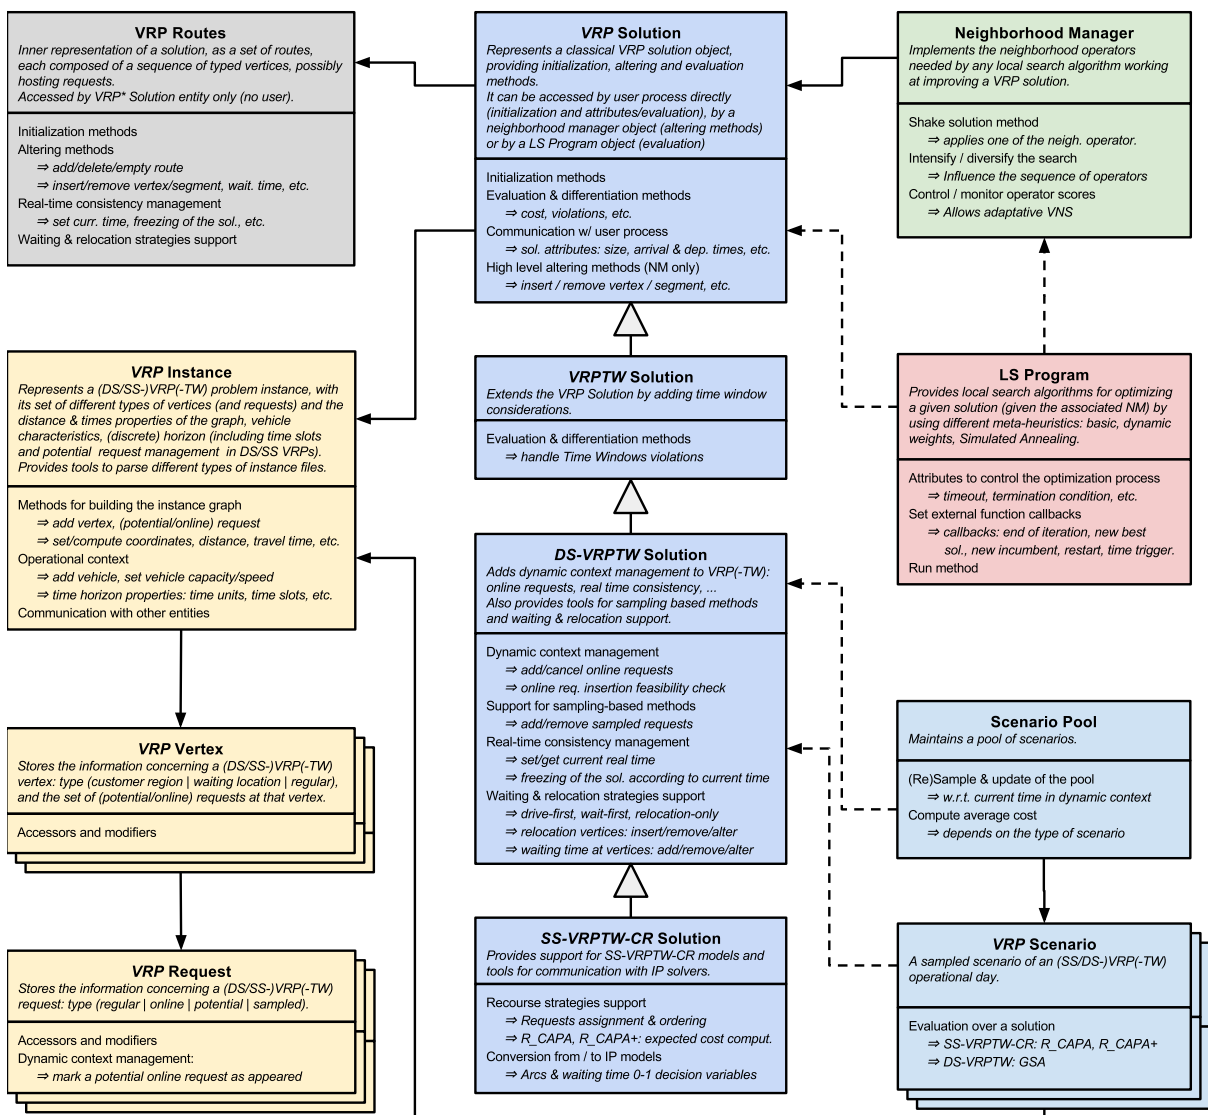 VRP Routes
Inner representation of a solution, as a set of routes,
each composed of a sequence of typed vertices, possibly
hosting requests.
Accessed by VRP* Solution entity only (no user).
Initialization methods
Altering methods
⇒ add/delete/empty route
⇒ insert/remove vertex/segment, wait. time, etc.
Real-time consistency management
⇒ set curr. time, freezing of the sol., etc.
Waiting & relocation strategies support
VRP Solution
Represents a classical VRP solution object,
providing initialization, altering and evaluation
methods.
It can be accessed by user process directly
(initialization and attributes/evaluation), by a
neighborhood manager object (altering methods)
or by a LS Program object (evaluation)
Initialization methods
Evaluation & differentiation methods
⇒ cost, violations, etc.
Communication w/ user process
⇒ sol. attributes: size, arrival & dep. times, etc.
High level altering methods (NM only)
⇒ insert / remove vertex / segment, etc.
Neighborhood Manager
Implements the neighborhood operators
needed by any local search algorithm working
at improving a VRP solution.
Shake solution method
⇒ applies one of the neigh. operator.
Intensify / diversify the search
⇒ Influence the sequence of operators
Control / monitor operator scores
⇒ Allows adaptative VNS
VRP Instance
Represents a (DS/SS-)VRP(-TW) problem instance, with
its set of different types of vertices (and requests) and the
distance & times properties of the graph, vehicle
characteristics, (discrete) horizon (including time slots
and potential request management in DS/SS VRPs).
Provides tools to parse different types of instance files.
Methods for building the instance graph
⇒ add vertex, (potential/online) request
⇒ set/compute coordinates, distance, travel time, etc.
Operational context
⇒ add vehicle, set vehicle capacity/speed
⇒ time horizon properties: time units, time slots, etc.
Communication with other entities
VRPTW Solution
Extends the VRP Solution by adding time window
considerations.
Evaluation & differentiation methods
⇒ handle Time Windows violations
LS Program
Provides local search algorithms for optimizing
a given solution (given the associated NM) by
using different meta-heuristics: basic, dynamic
weights, Simulated Annealing.
Attributes to control the optimization process
⇒ timeout, termination condition, etc.
Set external function callbacks
⇒ callbacks: end of iteration, new best
sol., new incumbent, restart, time trigger.
Run method
DS-VRPTW Solution
Adds dynamic context management to VRP(-TW):
online requests, real time consistency, ...
Also provides tools for sampling based methods
and waiting & relocation support.
Dynamic context management
⇒ add/cancel online requests
⇒ online req. insertion feasibility check
Support for sampling-based methods
⇒ add/remove sampled requests
Real-time consistency management
⇒ set/get current real time
⇒ freezing of the sol. according to current time
Waiting & relocation strategies support
⇒ drive-first, wait-first, relocation-only
⇒ relocation vertices: insert/remove/alter
⇒ waiting time at vertices: add/remove/alter
Scenario Pool
Maintains a pool of scenarios.
(Re)Sample & update of the pool
⇒ w.r.t. current time in dynamic context
Compute average cost
⇒ depends on the type of scenario
VRP Vertex
Stores the information concerning a (DS/SS-)VRP(-TW)
vertex: type (customer region | waiting location | regular),
and the set of (potential/online) requests at that vertex.
Accessors and modifiers
VRP Request
Stores the information concerning a (DS/SS-)VRP(-TW)
request: type (regular | online | potential | sampled).
Accessors and modifiers
Dynamic context management:
⇒ mark a potential online request as appeared
SS-VRPTW-CR Solution
Provides support for SS-VRPTW-CR models and
tools for communication with IP solvers.
Recourse strategies support
⇒ Requests assignment & ordering
⇒ R_CAPA, R_CAPA+: expected cost comput.
Conversion from / to IP models
⇒ Arcs & waiting time 0-1 decision variables
VRP Scenario
A sampled scenario of an (SS/DS-)VRP(-TW)
operational day.
Evaluation over a solution
⇒ SS-VRPTW-CR: R_CAPA, R_CAPA+
⇒ DS-VRPTW: GSA